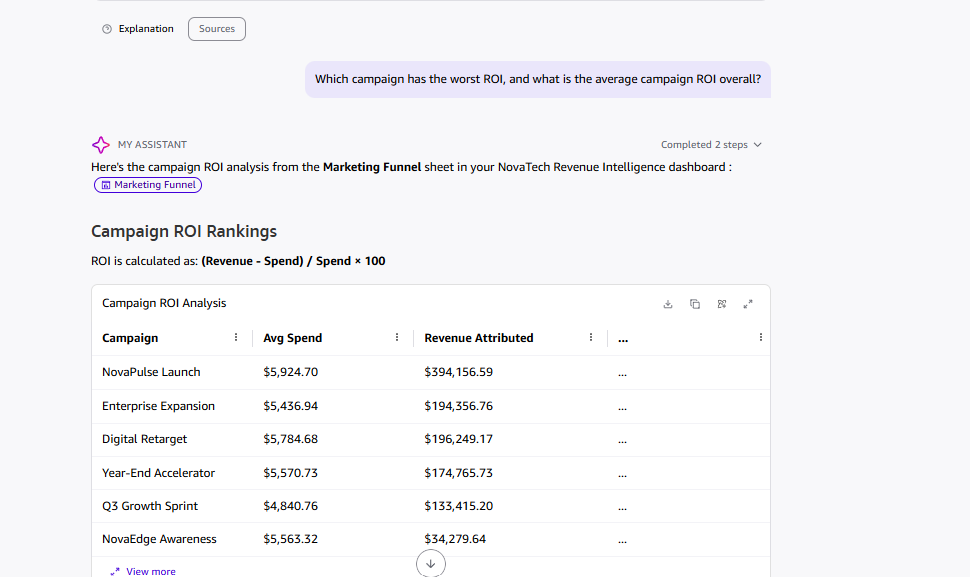 Explanation Sources
Which campaign has the worst ROI, and what is the average campaign ROI overall?
MY ASSISTANT Completed 2 steps
Here's the campaign ROI analysis from the Marketing Funnel sheet in your NovaTech Revenue Intelligence dashboard :
Marketing Funnel
Campaign ROI Rankings
ROI is calculated as: (Revenue - Spend) / Spend × 100
Campaign ROI Analysis
Campaign Avg Spend Revenue Attributed ...
NovaPulse Launch $5,924.70 $394,156.59 ...
Enterprise Expansion $5,436.94 $194,356.76 ...
Digital Retarget $5,784.68 $196,249.17 ...
Year-End Accelerator $5,570.73 $174,765.73 ...
Q3 Growth Sprint $4,840.76 $133,415.20 ...
NovaEdge Awareness $5,563.32 $34,279.64 ...
View more